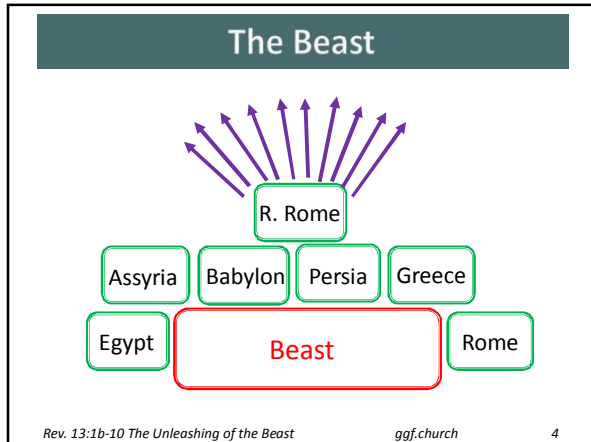 The Beast
R. Rome
Assyria Babylon Persia Greece
Egypt Beast Rome
Rev. 13:1b-10 The Unleashing of the Beast ggf.church 4